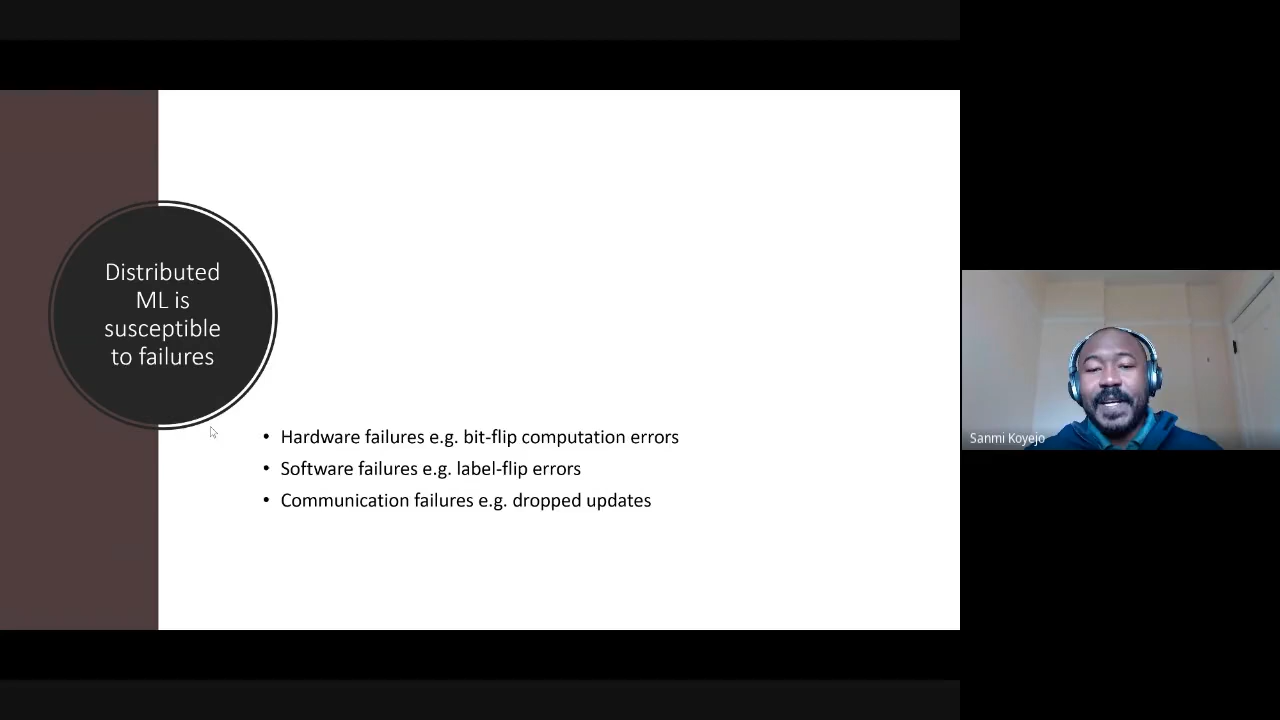 Distributed
ML is
susceptible
to failures
• Hardware failures e.g. bit-flip computation errors
• Software failures e.g. label-flip errors
• Communication failures e.g. dropped updates
Sanmi Koyejo